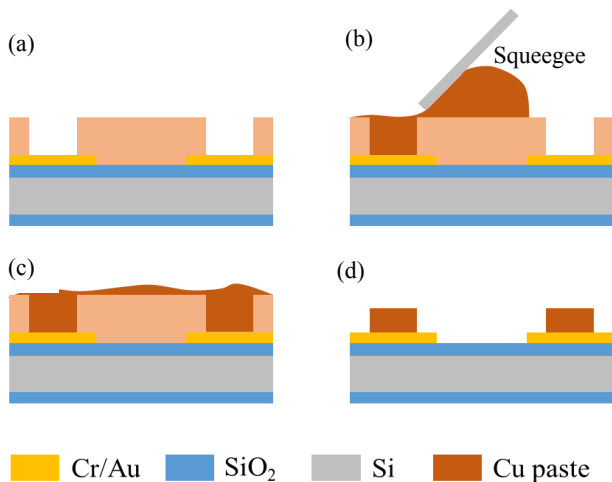 (a)
(b)
Squeegee
(c)
(d)
Cr/Au SiO₂ Si Cu paste